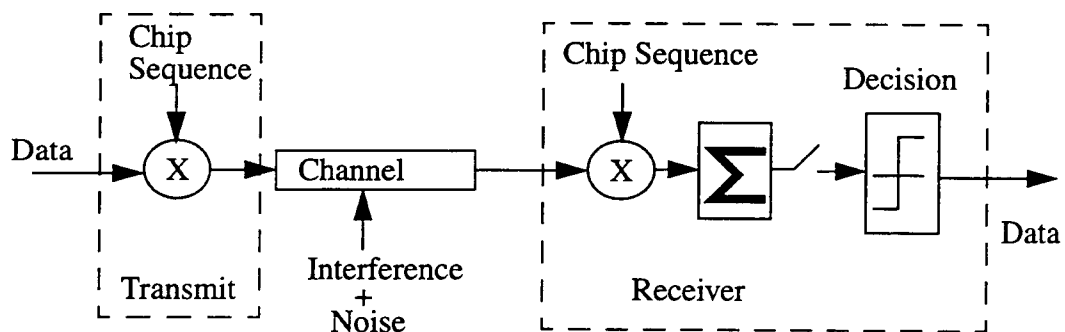 Chip
Sequence
Data
X
Transmit
Channel
Interference
+
Noise
Chip Sequence
X
Σ
Decision
Receiver
Data